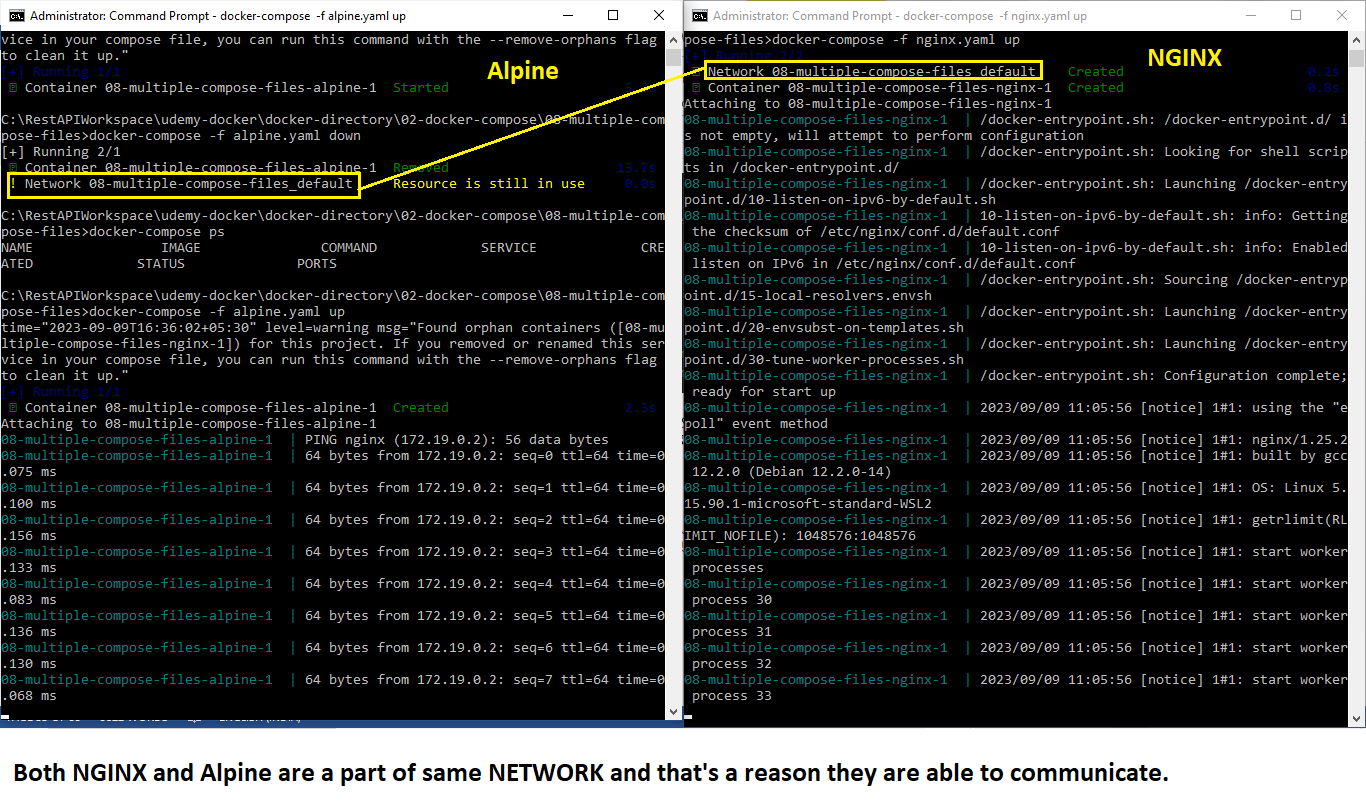 Administrator: Command Prompt - docker-compose -f alpine.yaml up
vice in your compose file, you can run this command with the --remove-orphans flag
to clean it up."
[+] Running 1/1
Container 08-multiple-compose-files-alpine-1 Started
Alpine
C:\RestAPIWorkspace\udemy-docker\docker-directory\02-docker-compose\08-multiple-com
pose-files>docker-compose -f alpine.yaml down
[+] Running 2/1
Container 08-multiple-compose-files-alpine-1 Removed 13.7s
! Network 08-multiple-compose-files_default Resource is still in use 0.0s
C:\RestAPIWorkspace\udemy-docker\docker-directory\02-docker-compose\08-multiple-com
pose-files>docker-compose ps
NAME IMAGE COMMAND SERVICE CRE
ATED STATUS PORTS
C:\RestAPIWorkspace\udemy-docker\docker-directory\02-docker-compose\08-multiple-com
pose-files>docker-compose -f alpine.yaml up
time="2023-09-09T16:36:02+05:30" level=warning msg="Found orphan containers ([08-mu
ltiple-compose-files-nginx-1]) for this project. If you removed or renamed this ser
vice in your compose file, you can run this command with the --remove-orphans flag
to clean it up."
[+] Running 1/1
Container 08-multiple-compose-files-alpine-1 Created 2.3s
Attaching to 08-multiple-compose-files-alpine-1
08-multiple-compose-files-alpine-1 | PING nginx (172.19.0.2): 56 data bytes
08-multiple-compose-files-alpine-1 | 64 bytes from 172.19.0.2: seq=0 ttl=64 time=0
.075 ms
08-multiple-compose-files-alpine-1 | 64 bytes from 172.19.0.2: seq=1 ttl=64 time=0
.100 ms
08-multiple-compose-files-alpine-1 | 64 bytes from 172.19.0.2: seq=2 ttl=64 time=0
.156 ms
08-multiple-compose-files-alpine-1 | 64 bytes from 172.19.0.2: seq=3 ttl=64 time=0
.133 ms
08-multiple-compose-files-alpine-1 | 64 bytes from 172.19.0.2: seq=4 ttl=64 time=0
.083 ms
08-multiple-compose-files-alpine-1 | 64 bytes from 172.19.0.2: seq=5 ttl=64 time=0
.136 ms
08-multiple-compose-files-alpine-1 | 64 bytes from 172.19.0.2: seq=6 ttl=64 time=0
.130 ms
08-multiple-compose-files-alpine-1 | 64 bytes from 172.19.0.2: seq=7 ttl=64 time=0
.068 ms
Administrator: Command Prompt - docker-compose -f nginx.yaml up
pose-files>docker-compose -f nginx.yaml up
NGINX
Network 08-multiple-compose-files_default Created 0.2s
Container 08-multiple-compose-files-nginx-1 Created 0.8s
Attaching to 08-multiple-compose-files-nginx-1
08-multiple-compose-files-nginx-1 | /docker-entrypoint.sh: /docker-entrypoint.d/ i
s not empty, will attempt to perform configuration
08-multiple-compose-files-nginx-1 | /docker-entrypoint.sh: Looking for shell scrip
ts in /docker-entrypoint.d/
08-multiple-compose-files-nginx-1 | /docker-entrypoint.sh: Launching /docker-entry
point.d/10-listen-on-ipv6-by-default.sh
08-multiple-compose-files-nginx-1 | 10-listen-on-ipv6-by-default.sh: info: Getting
the checksum of /etc/nginx/conf.d/default.conf
08-multiple-compose-files-nginx-1 | 10-listen-on-ipv6-by-default.sh: info: Enabled
listen on IPv6 in /etc/nginx/conf.d/default.conf
08-multiple-compose-files-nginx-1 | /docker-entrypoint.sh: Sourcing /docker-entryp
oint.d/15-local-resolvers.envsh
08-multiple-compose-files-nginx-1 | /docker-entrypoint.sh: Launching /docker-entry
point.d/20-envsubst-on-templates.sh
08-multiple-compose-files-nginx-1 | /docker-entrypoint.sh: Launching /docker-entry
point.d/30-tune-worker-processes.sh
08-multiple-compose-files-nginx-1 | /docker-entrypoint.sh: Configuration complete;
ready for start up
08-multiple-compose-files-nginx-1 | 2023/09/09 11:05:56 [notice] 1#1: using the "e
poll" event method
08-multiple-compose-files-nginx-1 | 2023/09/09 11:05:56 [notice] 1#1: nginx/1.25.2
08-multiple-compose-files-nginx-1 | 2023/09/09 11:05:56 [notice] 1#1: built by gcc
12.2.0 (Debian 12.2.0-14)
08-multiple-compose-files-nginx-1 | 2023/09/09 11:05:56 [notice] 1#1: OS: Linux 5.
15.90.1-microsoft-standard-WSL2
08-multiple-compose-files-nginx-1 | 2023/09/09 11:05:56 [notice] 1#1: getrlimit(RL
IMIT_NOFILE): 1048576:1048576
08-multiple-compose-files-nginx-1 | 2023/09/09 11:05:56 [notice] 1#1: start worker
processes
08-multiple-compose-files-nginx-1 | 2023/09/09 11:05:56 [notice] 1#1: start worker
process 30
08-multiple-compose-files-nginx-1 | 2023/09/09 11:05:56 [notice] 1#1: start worker
process 31
08-multiple-compose-files-nginx-1 | 2023/09/09 11:05:56 [notice] 1#1: start worker
process 32
08-multiple-compose-files-nginx-1 | 2023/09/09 11:05:56 [notice] 1#1: start worker
process 33
Both NGINX and Alpine are a part of same NETWORK and that's a reason they are able to communicate.